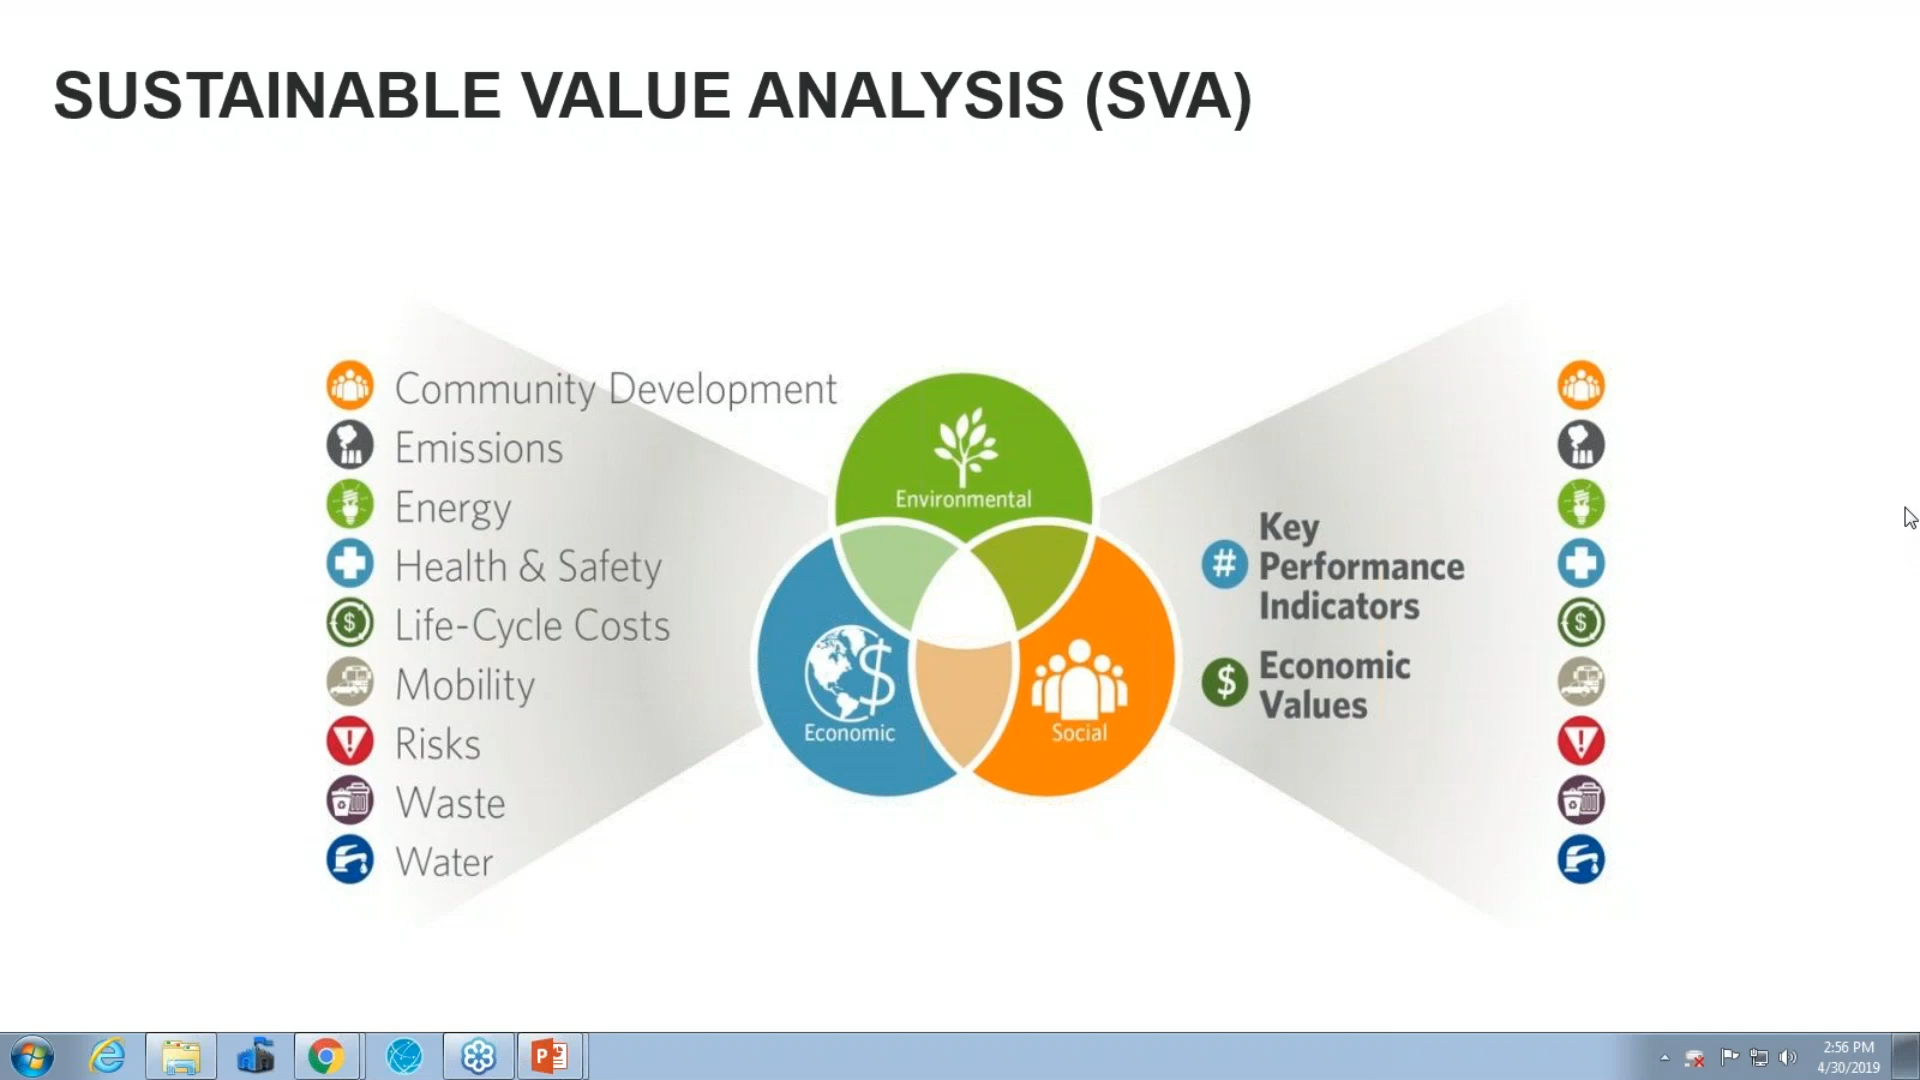 SUSTAINABLE VALUE ANALYSIS (SVA)
Community Development
Emissions
Energy
Health & Safety
Life-Cycle Costs
Mobility
Risks
Waste
Water
Environmental
Economic
Social
#
Key
Performance
Indicators
$
Economic
Values
2:56 PM
4/30/2019